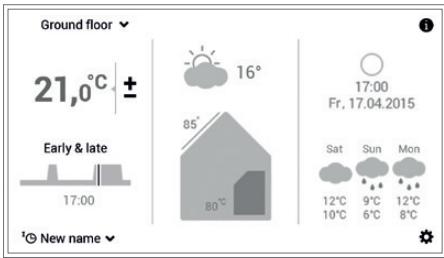 Ground floor
21,0°C ±
Early & late
17:00
New name
16°
85°
80°C
17:00
Fr, 17.04.2015
Sat Sun Mon
12°C 9°C 12°C
10°C 6°C 8°C